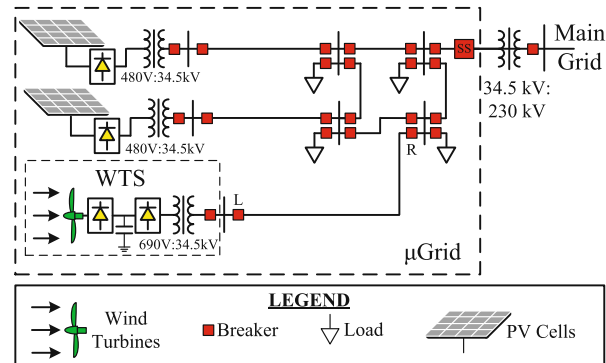 SS
Main
Grid
480V:34.5kV
34.5 kV:
230 kV
480V:34.5kV
R
WTS
L
690V:34.5kV
μGrid
LEGEND
Wind
Turbines
Breaker
Load
PV Cells